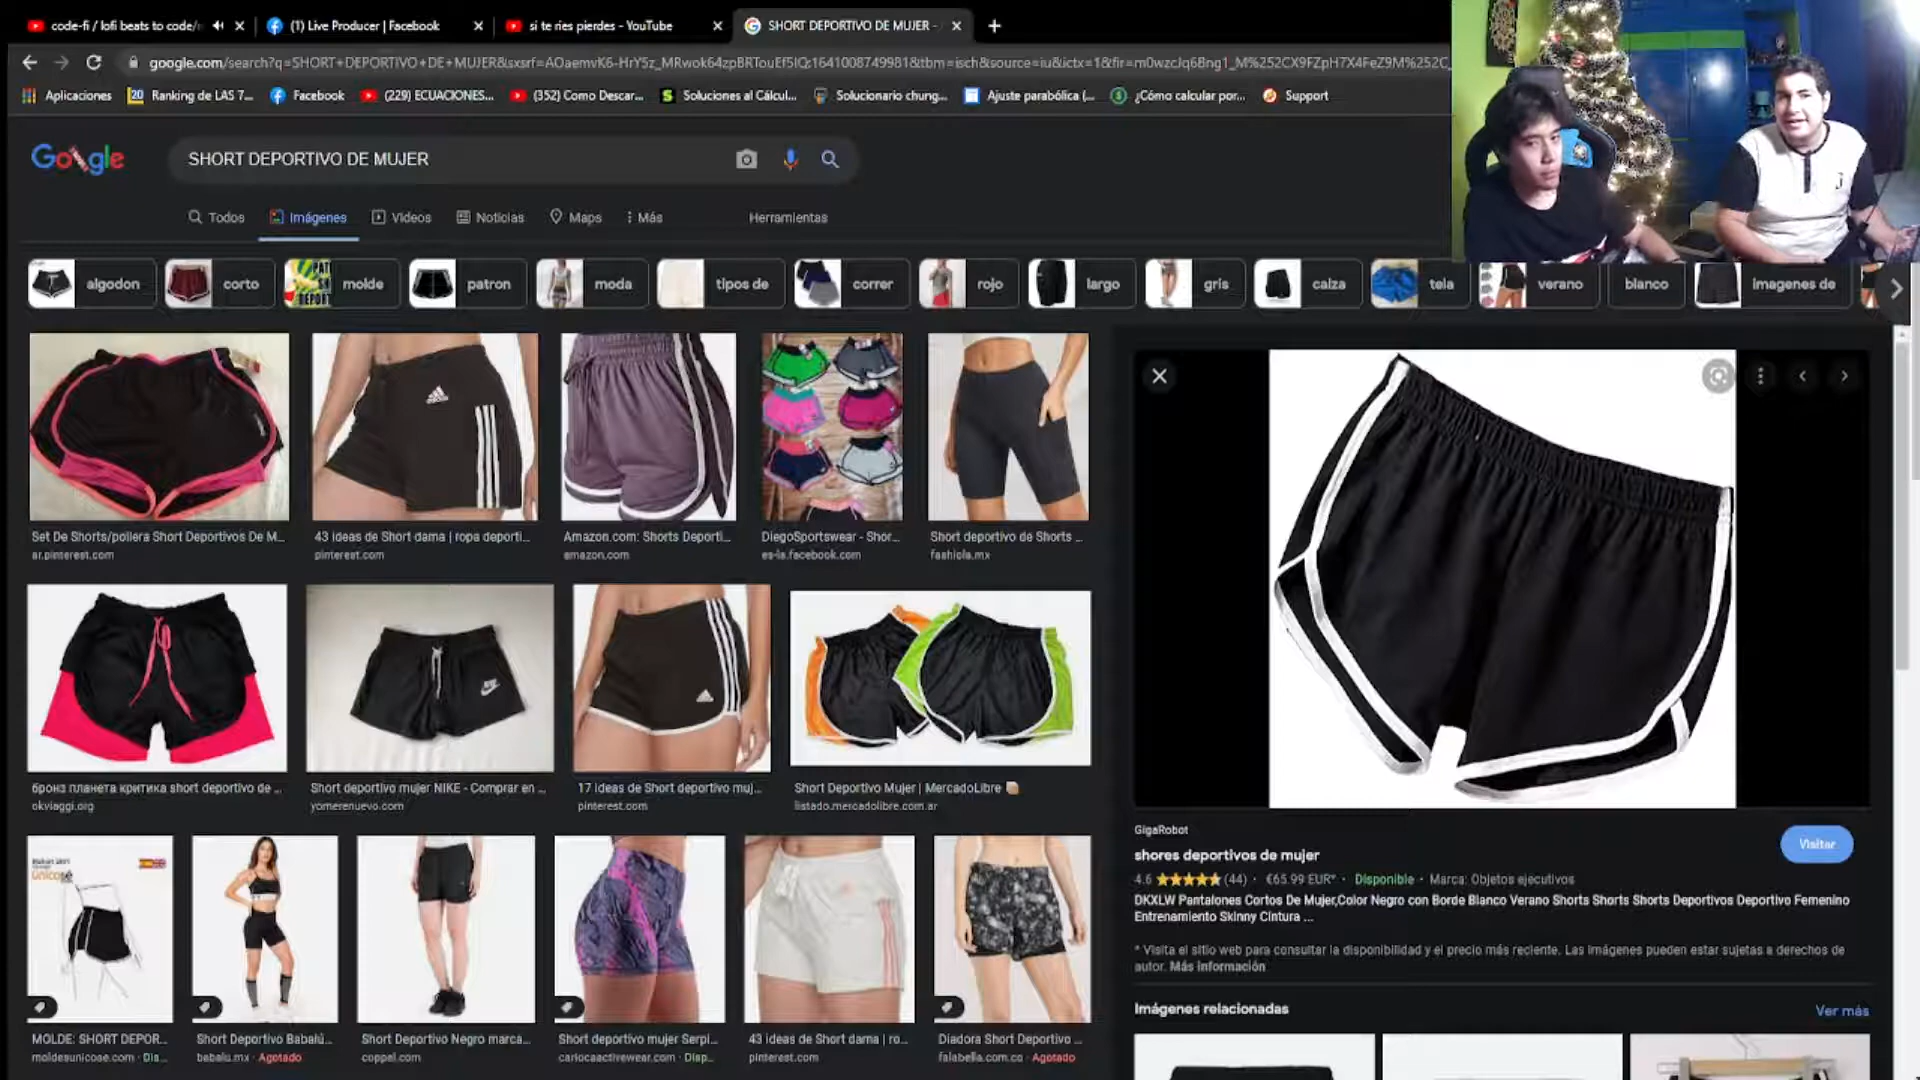 code-fi / lofi beats to code/r
(1) Live Producer | Facebook
si te ries pierdes - YouTube
SHORT DEPORTIVO DE MUJER -
Aplicaciones
Ranking de LAS 7...
Facebook
(229) ECUACIONES...
(352) Como Descar...
Soluciones al Cálcul...
Solucionario chung...
Ajuste parabólica (...
¿Cómo calcular por...
Support
Google
SHORT DEPORTIVO DE MUJER
Todos
Imágenes
Videos
Noticias
Maps
Más
Herramientas
algodon
corto
molde
patron
moda
tipos de
correr
rojo
largo
gris
calza
tela
verano
blanco
imagenes de
Set De Shorts/pollera Short Deportivos De M...
ar.pinterest.com
43 ideas de Short dama | ropa deporti...
pinterest.com
Amazon.com: Shorts Deporti...
amazon.com
DiegoSportswear - Shor...
es-la.facebook.com
Short deportivo de Shorts ...
fashiola.mx
бронз планета критика short deportivo de ...
okviaggi.org
Short deportivo mujer NIKE - Comprar en ...
yomerenuevo.com
17 ideas de Short deportivo muj...
pinterest.com
Short Deportivo Mujer | MercadoLibre
listado.mercadolibre.com.ar
MOLDE: SHORT DEPOR...
moldesunicose.com · Dis...
Short Deportivo Babalú...
babalu.mx · Agotado
Short Deportivo Negro marca...
coppel.com
Short deportivo mujer Serpi...
cariocaactivewear.com · Disp...
43 ideas de Short dama | ro...
pinterest.com
Diadora Short Deportivo ...
falabella.com.co · Agotado
GigaRobot
shores deportivos de mujer
Visitar
4.6 (44) · €65.99 EUR* · Disponible · Marca: Objetos ejecutivos
DKXLW Pantalones Cortos De Mujer,Color Negro con Borde Blanco Verano Shorts Shorts Shorts Deportivos Deportivo Femenino
Entrenamiento Skinny Cintura ...
* Visita el sitio web para consultar la disponibilidad y el precio más reciente. Las imágenes pueden estar sujetas a derechos de
autor. Más información
Imágenes relacionadas
Ver más